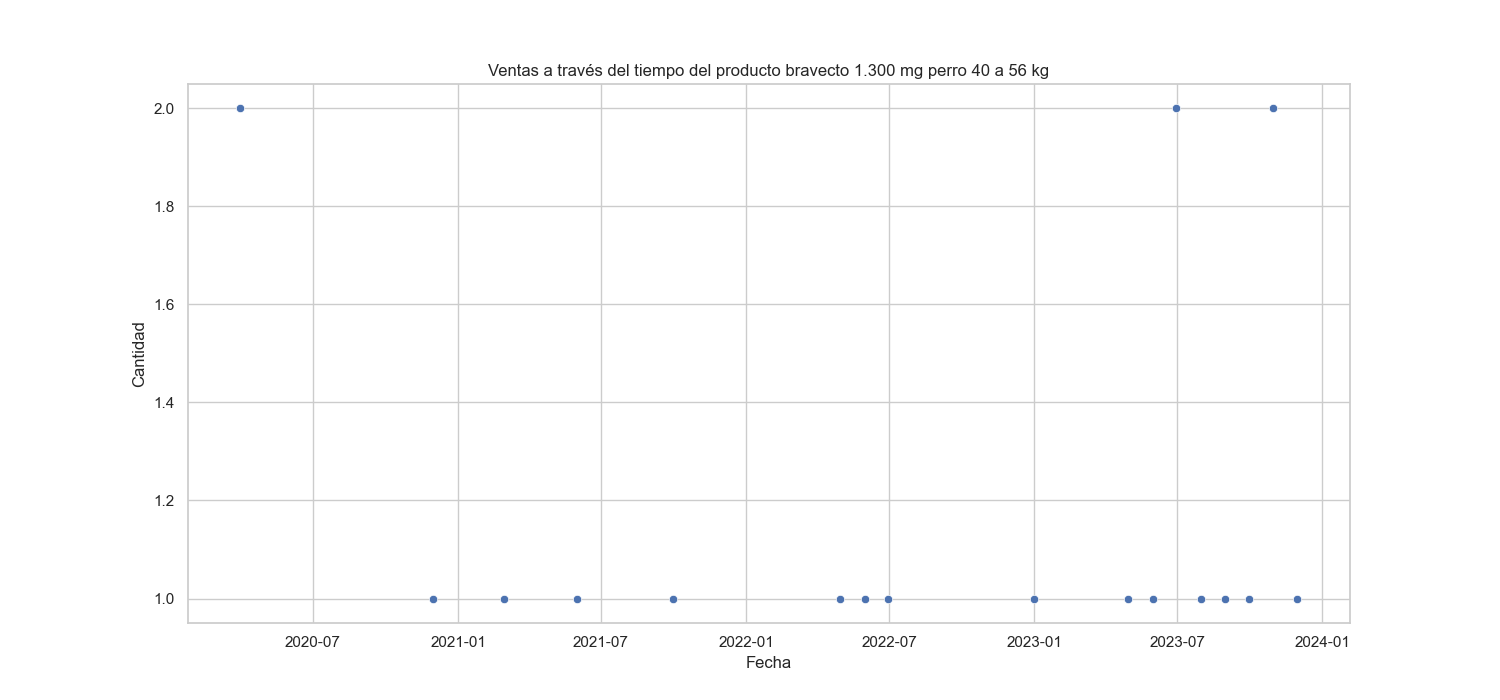 Ventas a través del tiempo del producto bravecto 1.300 mg perro 40 a 56 kg
2.0
1.8
1.6
1.4
1.2
1.0
Cantidad
2020-07 2021-01 2021-07 2022-01 2022-07 2023-01 2023-07 2024-01
Fecha